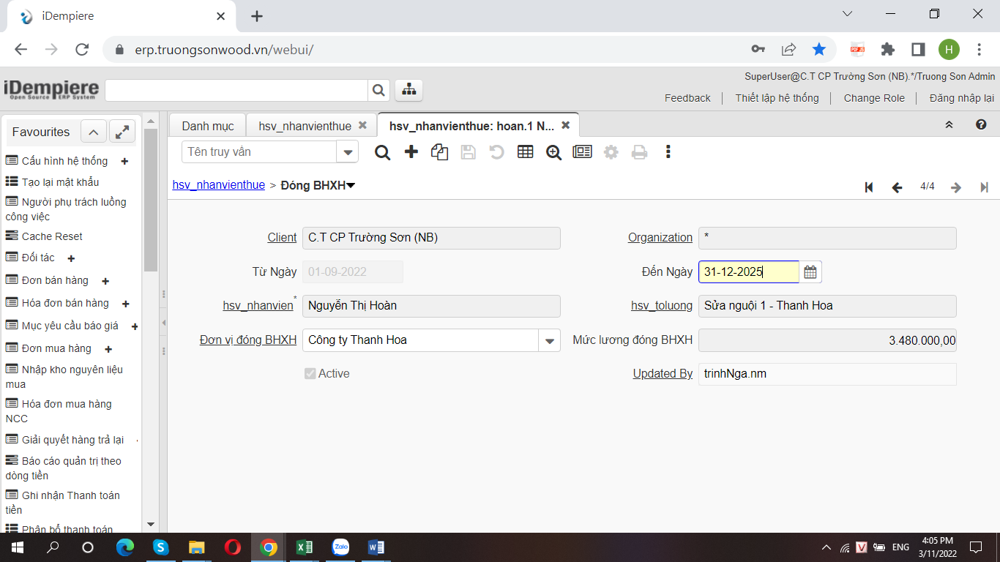 iDempiere
erp.truongsonwood.vn/webui/
PDF JS
H
iDempiere
Open Source ERP System
SuperUser@C.T CP Trường Sơn (NB).*/Truong Son Admin
Feedback
Thiết lập hệ thống
Change Role
Đăng nhập lại
Favourites
Cấu hình hệ thống
Tạo lại mật khẩu
Người phụ trách luồng
công việc
Cache Reset
Đối tác
Đơn bán hàng
Hóa đơn bán hàng
Mục yêu cầu báo giá
Đơn mua hàng
Nhập kho nguyên liệu
mua
Hóa đơn mua hàng
NCC
Giải quyết hàng trả lại
Báo cáo quản trị theo
dòng tiền
Ghi nhận Thanh toán
tiền
Phân bổ thanh toán
Danh mục
hsv_nhanvienthue
hsv_nhanvienthue: hoan.1 N...
Tên truy vấn
hsv_nhanvienthue > Đóng BHXH
4/4
Client C.T CP Trường Sơn (NB)
Organization *
Từ Ngày 01-09-2022
Đến Ngày 31-12-2025
hsv_nhanvien* Nguyễn Thị Hoàn
hsv_toluong Sửa nguội 1 - Thanh Hoa
Đơn vị đóng BHXH Công ty Thanh Hoa
Mức lương đóng BHXH 3.480.000,00
Active
Updated By trinhNga.nm
Zalo
V
ENG
4:05 PM
3/11/2022